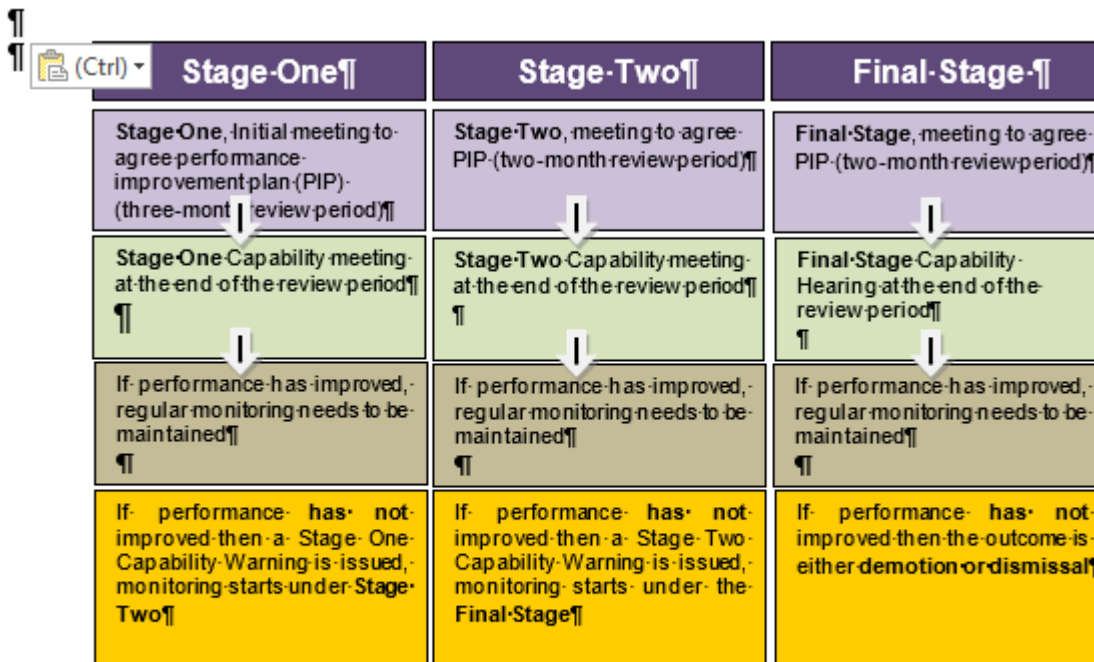 (Ctrl)
Stage One
Stage Two
Final Stage
Stage One, Initial meeting to
agree performance
improvement plan (PIP)
(three-month review period)
Stage Two, meeting to agree
PIP (two-month review period)
Final Stage, meeting to agree
PIP (two-month review period)
Stage One Capability meeting
at the end of the review period
Stage Two Capability meeting
at the end of the review period
Final Stage Capability
Hearing at the end of the
review period
If performance has improved,
regular monitoring needs to be
maintained
If performance has improved,
regular monitoring needs to be
maintained
If performance has improved,
regular monitoring needs to be
maintained
If performance has not
improved then a Stage One
Capability Warning is issued,
monitoring starts under Stage
Two
If performance has not
improved then a Stage Two
Capability Warning is issued,
monitoring starts under the
Final Stage
If performance has not
improved then the outcome is
either demotion or dismissal